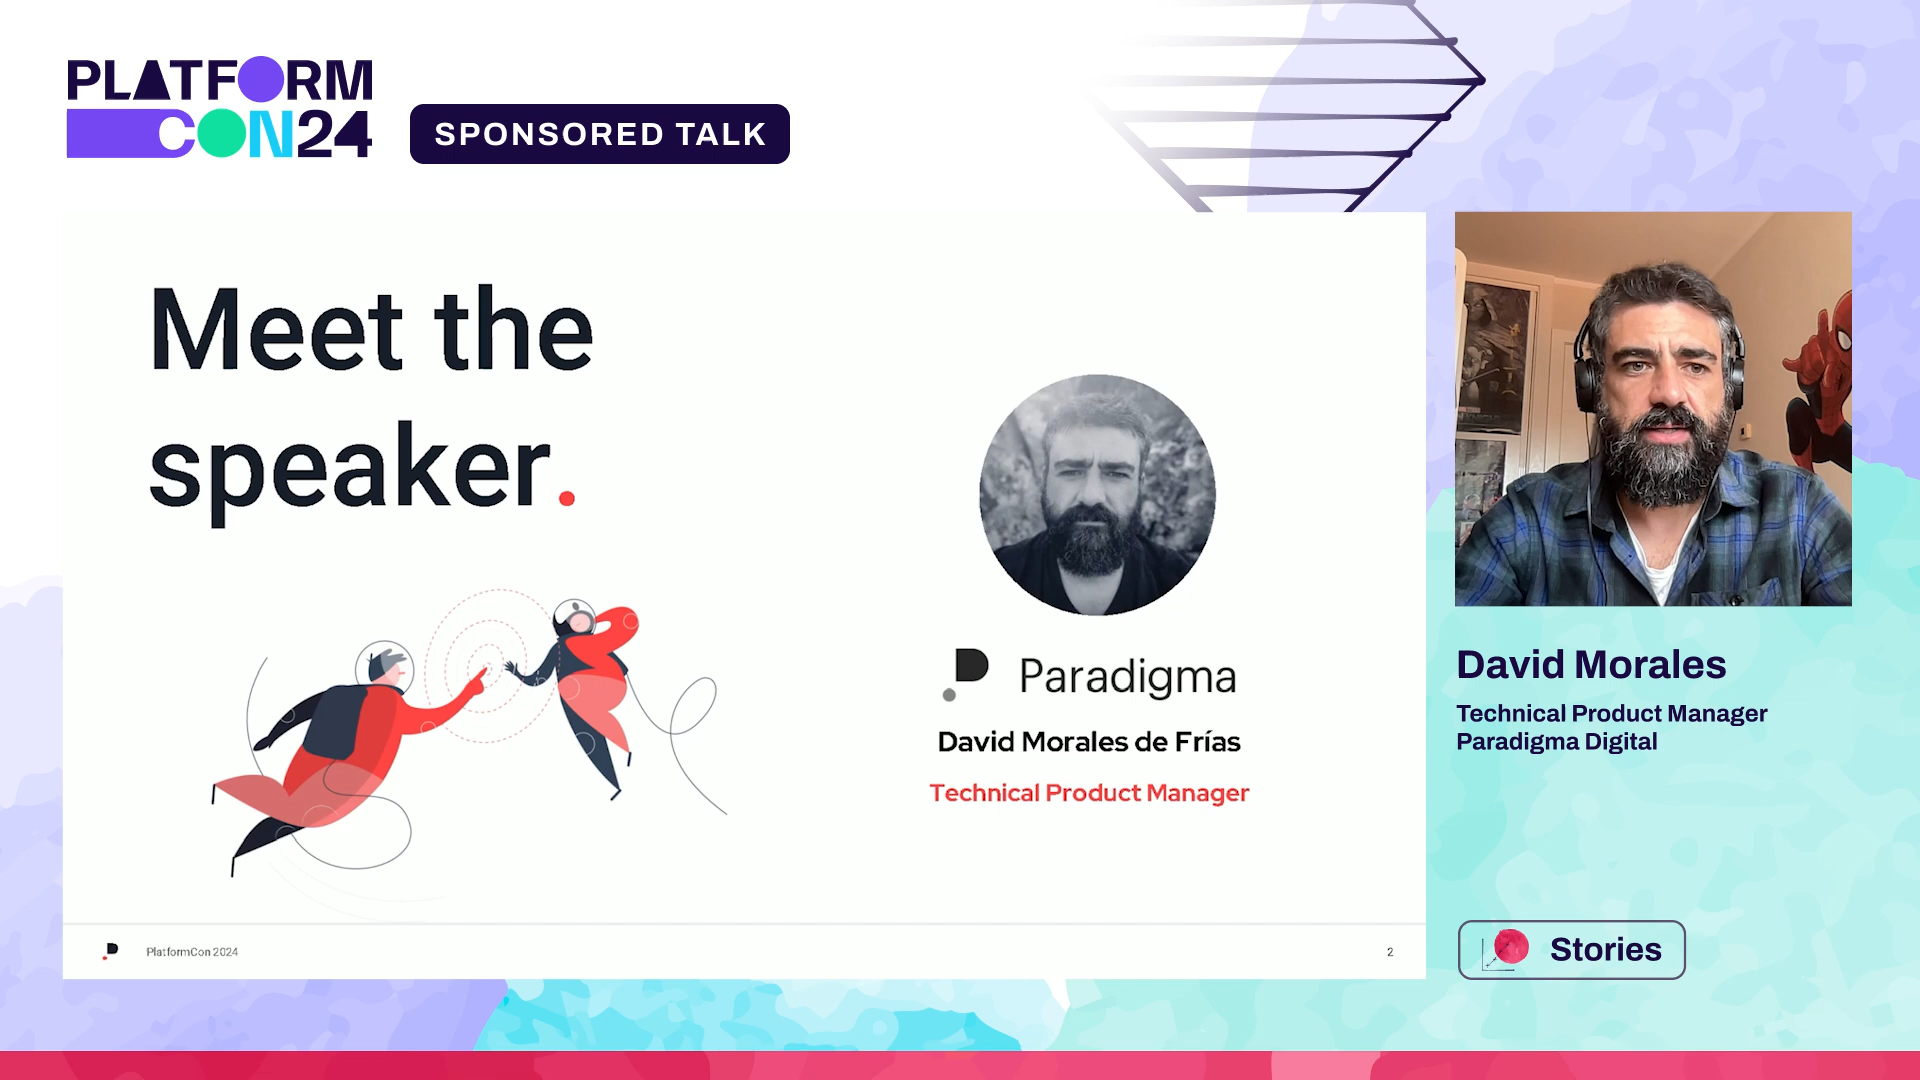 PLATFORM
CON24
SPONSORED TALK
Meet the
speaker.
Paradigma
David Morales de Frías
Technical Product Manager
PlatformCon 2024
2
David Morales
Technical Product Manager
Paradigma Digital
Stories